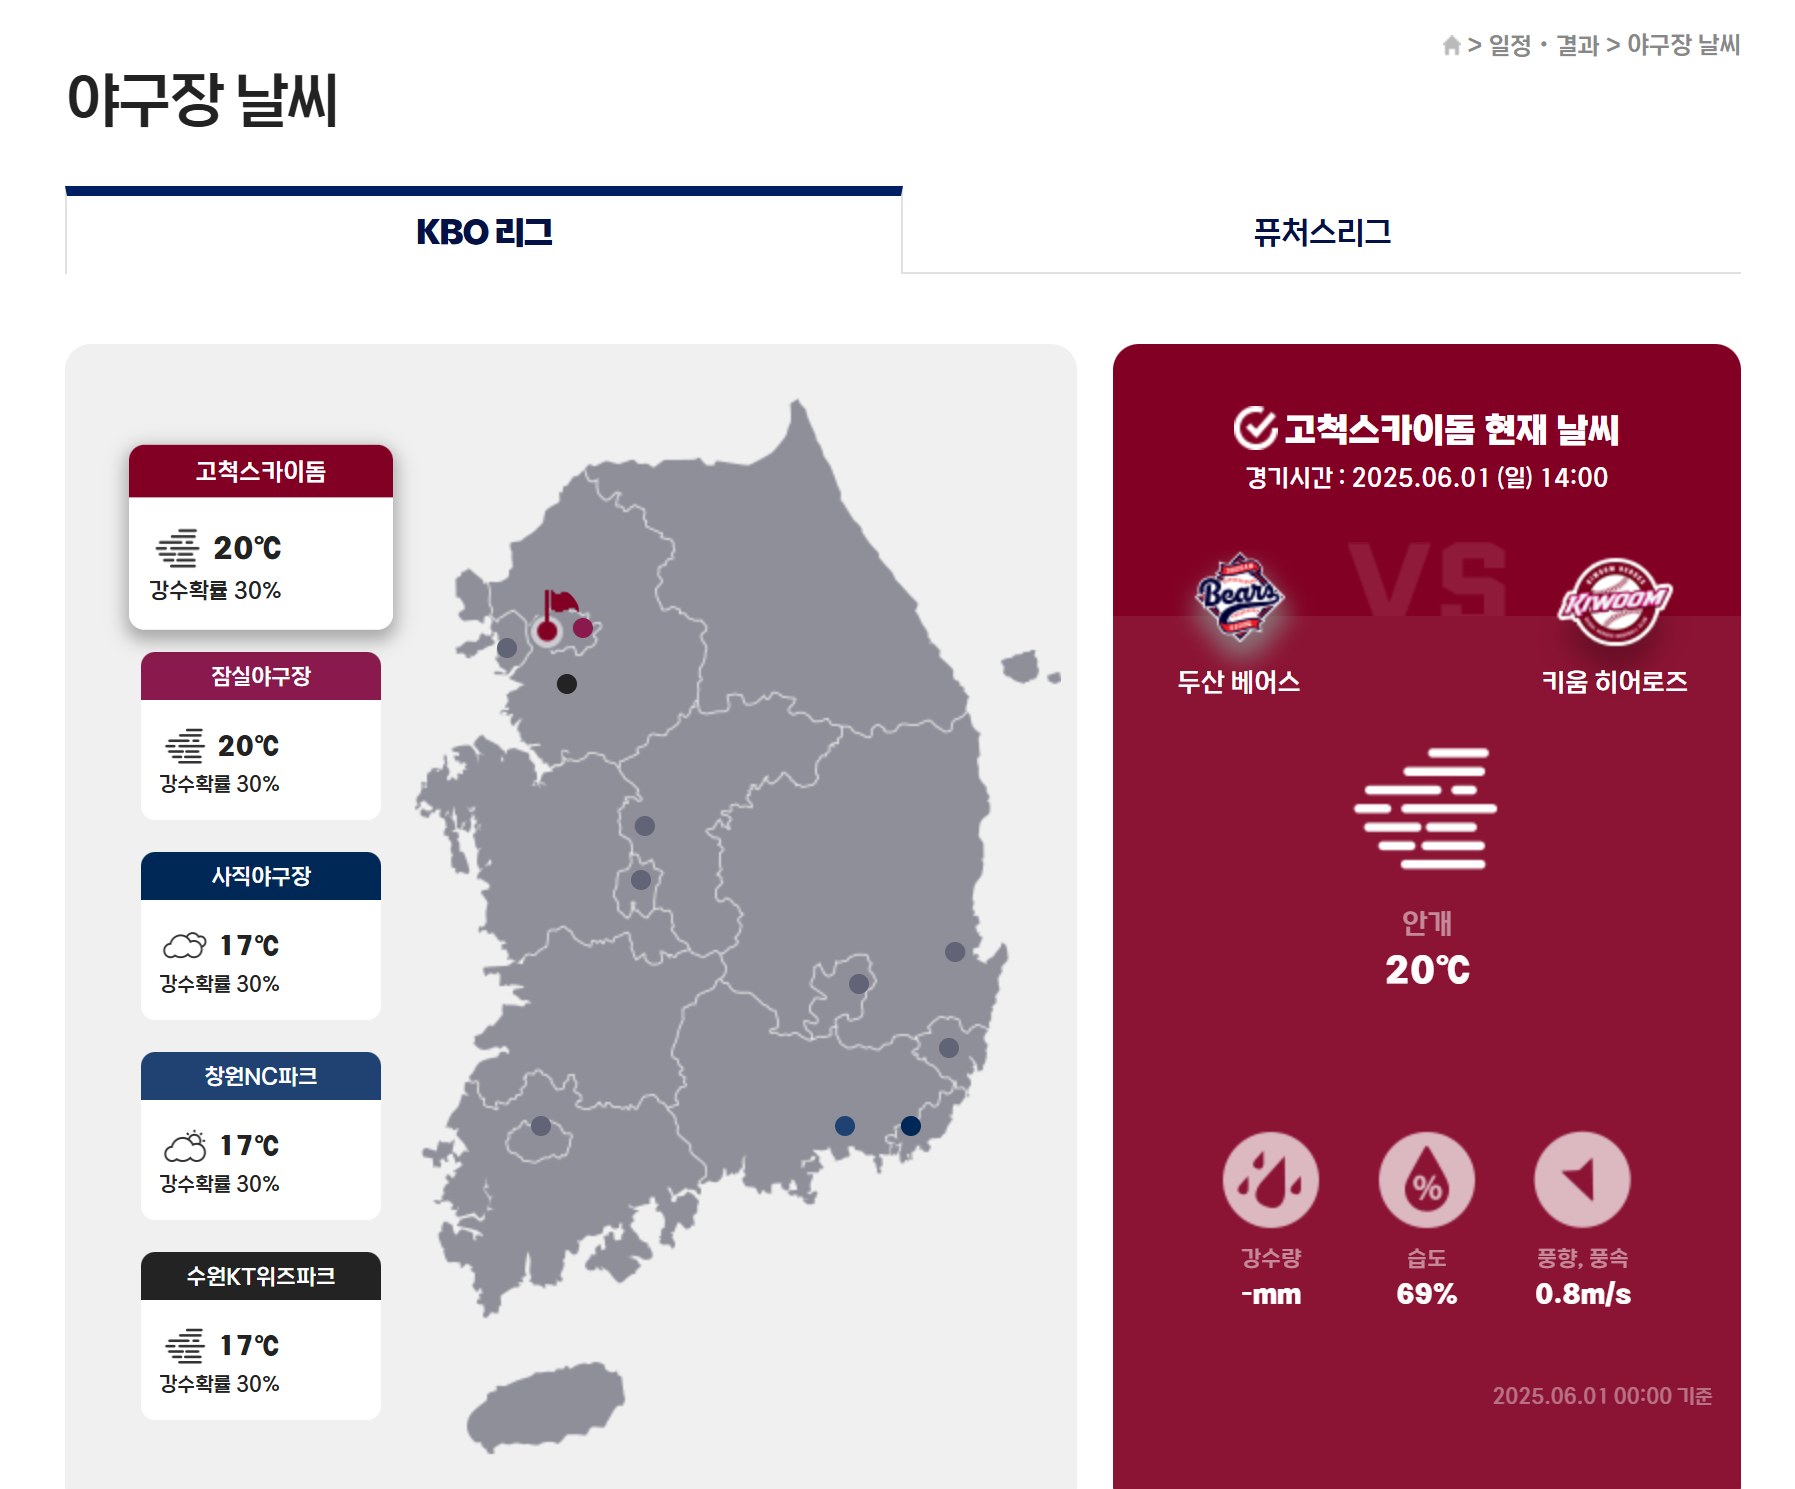 > 일정 · 결과 > 야구장 날씨
야구장 날씨
KBO 리그
퓨처스리그
고척스카이돔
20℃
강수확률 30%
잠실야구장
20℃
강수확률 30%
사직야구장
17℃
강수확률 30%
창원NC파크
17℃
강수확률 30%
수원KT위즈파크
17℃
강수확률 30%
고척스카이돔 현재 날씨
경기시간 : 2025.06.01 (일) 14:00
VS
Bears
KIWOOM
두산 베어스
키움 히어로즈
안개
20℃
%
강수량
습도
풍향, 풍속
-mm
69%
0.8m/s
2025.06.01 00:00 기준